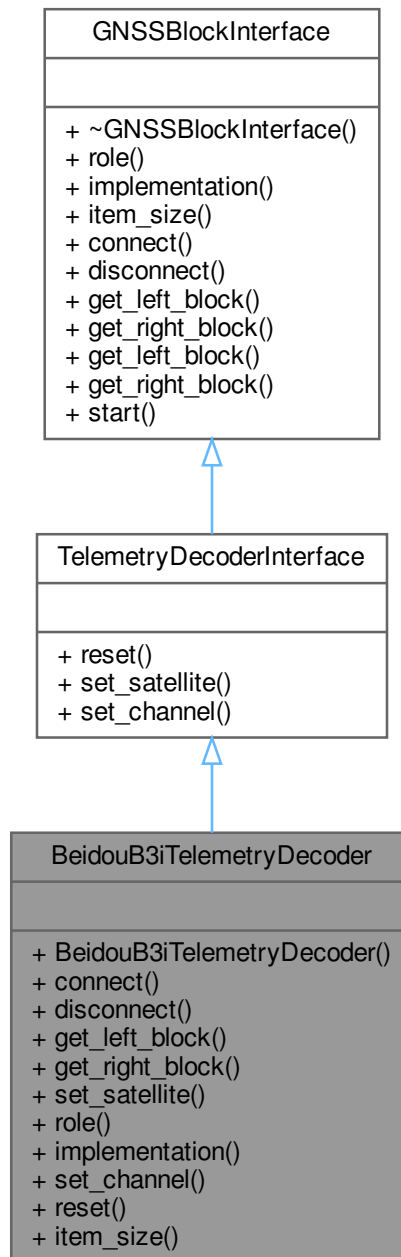 GNSSBlockInterface
+ ~GNSSBlockInterface()
+ role()
+ implementation()
+ item_size()
+ connect()
+ disconnect()
+ get_left_block()
+ get_right_block()
+ get_left_block()
+ get_right_block()
+ start()
TelemetryDecoderInterface
+ reset()
+ set_satellite()
+ set_channel()
BeidouB3iTelemetryDecoder
+ BeidouB3iTelemetryDecoder()
+ connect()
+ disconnect()
+ get_left_block()
+ get_right_block()
+ set_satellite()
+ role()
+ implementation()
+ set_channel()
+ reset()
+ item_size()